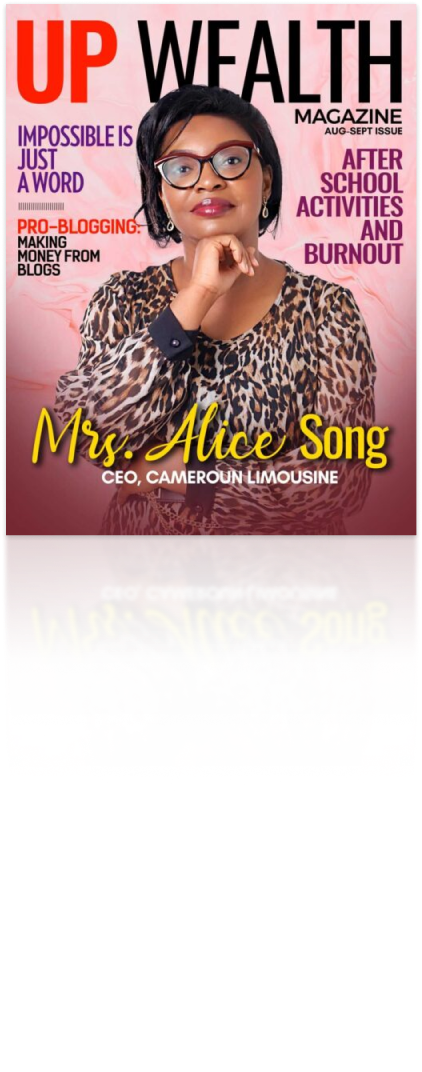 UP WEALTH
MAGAZINE
AUG-SEPT ISSUE
IMPOSSIBLE IS
JUST
A WORD
PRO-BLOGGING:
MAKING
MONEY FROM
BLOGS
AFTER
SCHOOL
ACTIVITIES
AND
BURNOUT
Mrs. Alice Song
CEO, CAMEROUN LIMOUSINE